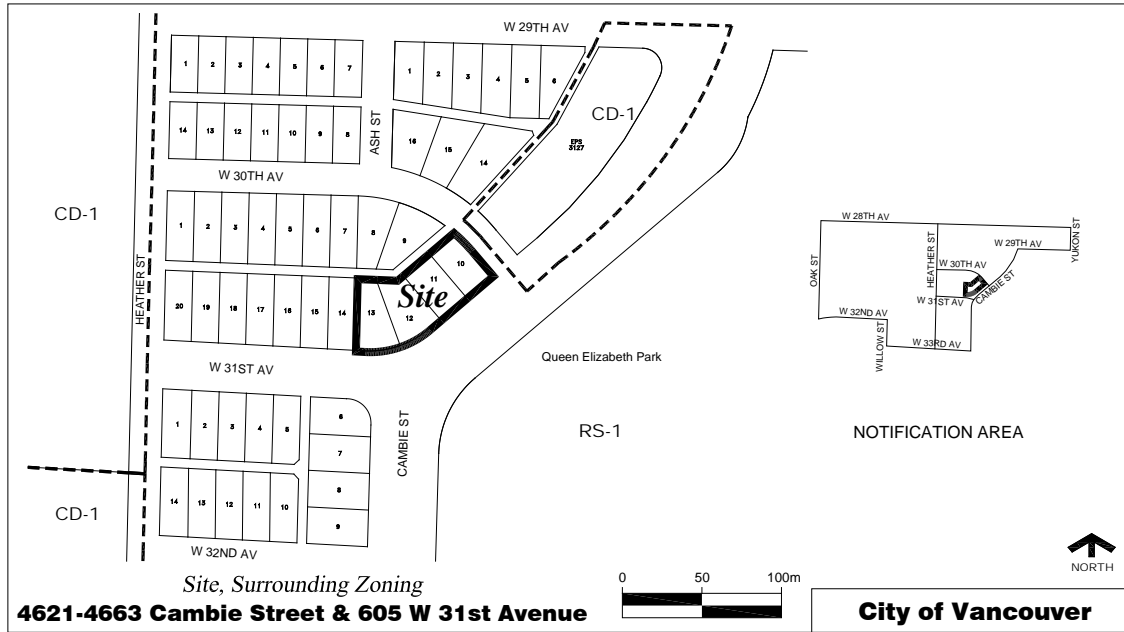 W 29TH AV
1 2 3 4 5 6 7
1 2 3 4 5 6
CD-1
EPS
3127
ASH ST
14 13 12 11 10 9 8
16 15 14
W 30TH AV
CD-1
1 2 3 4 5 6 7 8 9
10
11
Site
12
13
HEATHER ST
20 19 18 17 16 15 14
W 31ST AV
Queen Elizabeth Park
1 2 3 4 5
6
7
8
9
CAMBIE ST
RS-1
CD-1
14 13 12 11 10
W 32ND AV
W 28TH AV
YUKON ST
W 29TH AV
OAK ST
HEATHER ST
W 30TH AV
CAMBIE ST
W 31ST AV
W 32ND AV
WILLOW ST
W 33RD AV
NOTIFICATION AREA
NORTH
Site, Surrounding Zoning
0 50 100m
4621-4663 Cambie Street & 605 W 31st Avenue
City of Vancouver